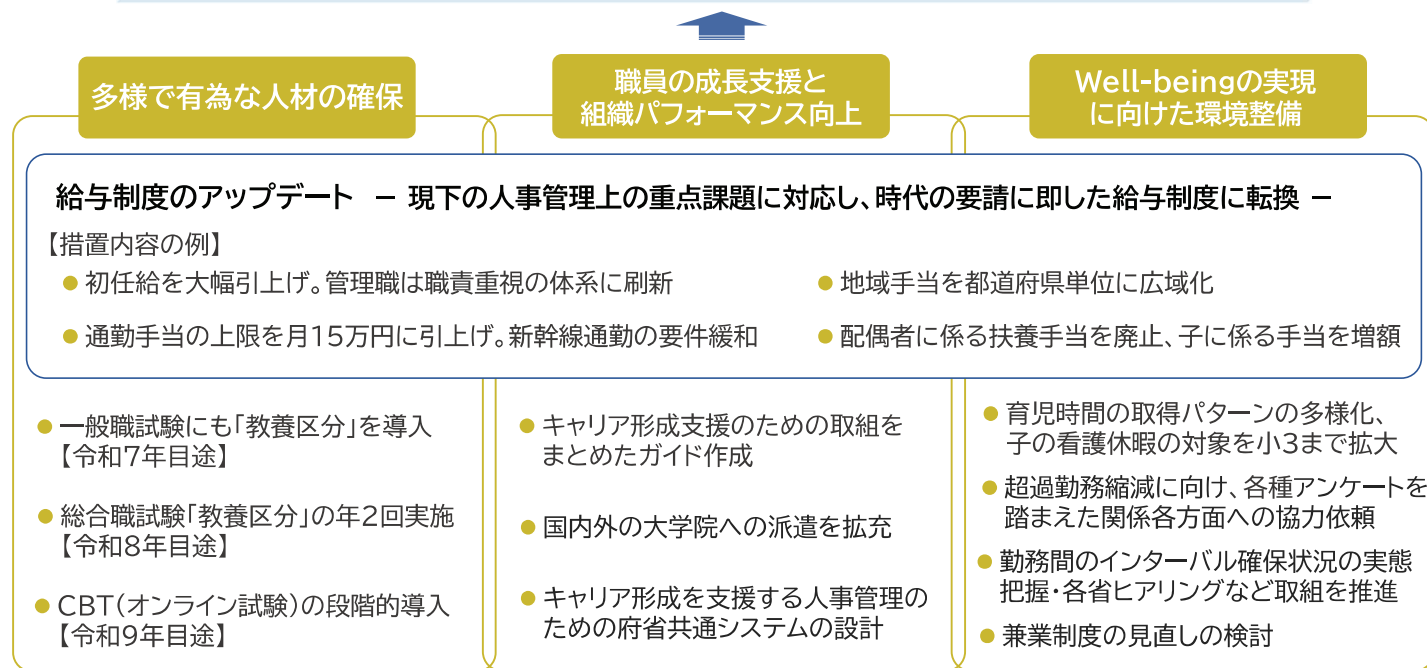 多様で有為な人材の確保
職員の成長支援と
組織パフォーマンス向上
Well-beingの実現
に向けた環境整備
給与制度のアップデート － 現下の人事管理上の重点課題に対応し、時代の要請に即した給与制度に転換 －
【措置内容の例】
● 初任給を大幅引上げ。管理職は職責重視の体系に刷新
● 地域手当を都道府県単位に広域化
● 通勤手当の上限を月15万円に引上げ。新幹線通勤の要件緩和
● 配偶者に係る扶養手当を廃止、子に係る手当を増額
● 一般職試験にも「教養区分」を導入
【令和7年目途】
● 総合職試験「教養区分」の年2回実施
【令和8年目途】
● CBT(オンライン試験)の段階的導入
【令和9年目途】
● キャリア形成支援のための取組を
まとめたガイド作成
● 国内外の大学院への派遣を拡充
● キャリア形成を支援する人事管理の
ための府省共通システムの設計
● 育児時間の取得パターンの多様化、
子の看護休暇の対象を小3まで拡大
● 超過勤務縮減に向け、各種アンケートを
踏まえた関係各方面への協力依頼
● 勤務間のインターバル確保状況の実態
把握・各省ヒアリングなど取組を推進
● 兼業制度の見直しの検討